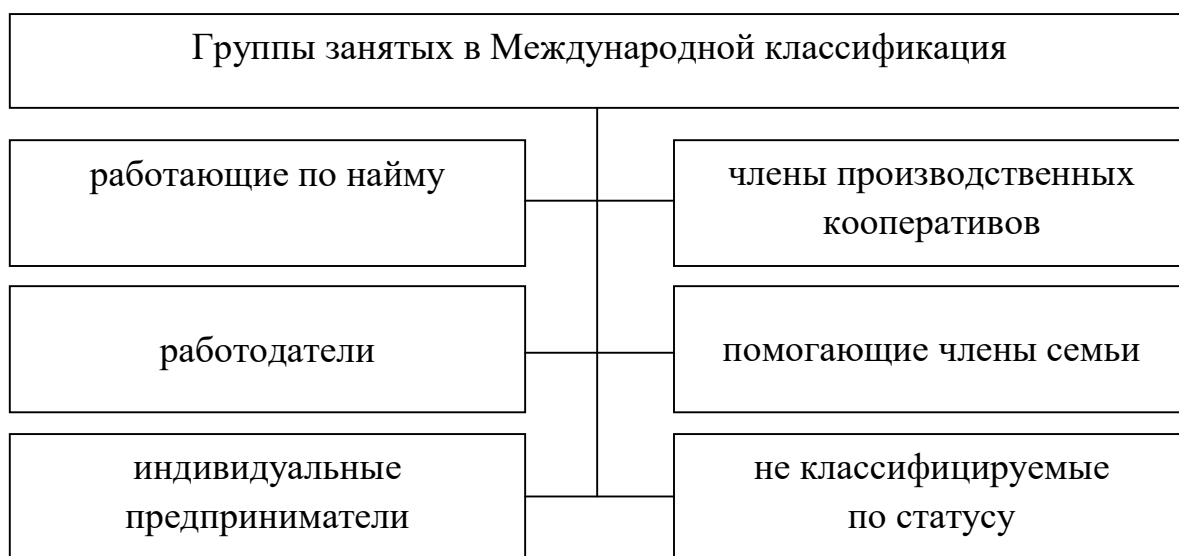 Группы занятых в Международной классификация
работающие по найму
члены производственных
кооперативов
работодатели
помогающие члены семьи
индивидуальные
предприниматели
не классифицируемые
по статусу